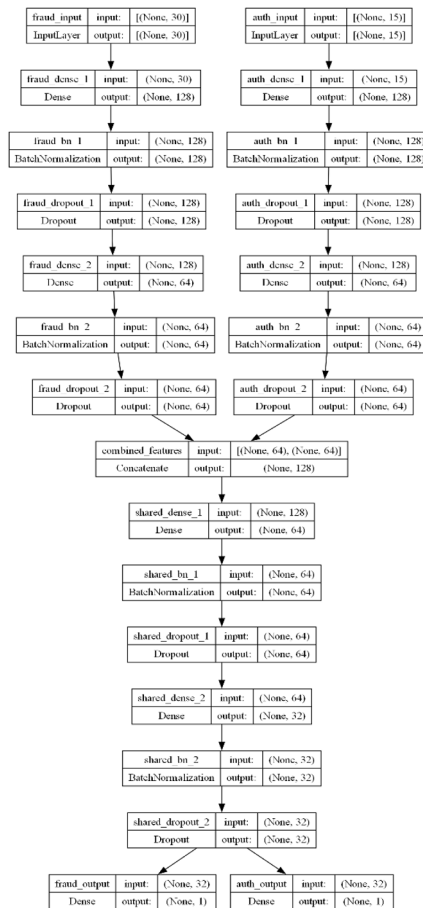 fraud_input input: [(None, 30)]
InputLayer output: [(None, 30)]
auth_input input: [(None, 15)]
InputLayer output: [(None, 15)]
fraud_dense_1 input: (None, 30)
Dense output: (None, 128)
auth_dense_1 input: (None, 15)
Dense output: (None, 128)
fraud_bn_1 input: (None, 128)
BatchNormalization output: (None, 128)
auth_bn_1 input: (None, 128)
BatchNormalization output: (None, 128)
fraud_dropout_1 input: (None, 128)
Dropout output: (None, 128)
auth_dropout_1 input: (None, 128)
Dropout output: (None, 128)
fraud_dense_2 input: (None, 128)
Dense output: (None, 64)
auth_dense_2 input: (None, 128)
Dense output: (None, 64)
fraud_bn_2 input: (None, 64)
BatchNormalization output: (None, 64)
auth_bn_2 input: (None, 64)
BatchNormalization output: (None, 64)
fraud_dropout_2 input: (None, 64)
Dropout output: (None, 64)
auth_dropout_2 input: (None, 64)
Dropout output: (None, 64)
combined_features input: [(None, 64), (None, 64)]
Concatenate output: (None, 128)
shared_dense_1 input: (None, 128)
Dense output: (None, 64)
shared_bn_1 input: (None, 64)
BatchNormalization output: (None, 64)
shared_dropout_1 input: (None, 64)
Dropout output: (None, 64)
shared_dense_2 input: (None, 64)
Dense output: (None, 32)
shared_bn_2 input: (None, 32)
BatchNormalization output: (None, 32)
shared_dropout_2 input: (None, 32)
Dropout output: (None, 32)
fraud_output input: (None, 32)
Dense output: (None, 1)
auth_output input: (None, 32)
Dense output: (None, 1)